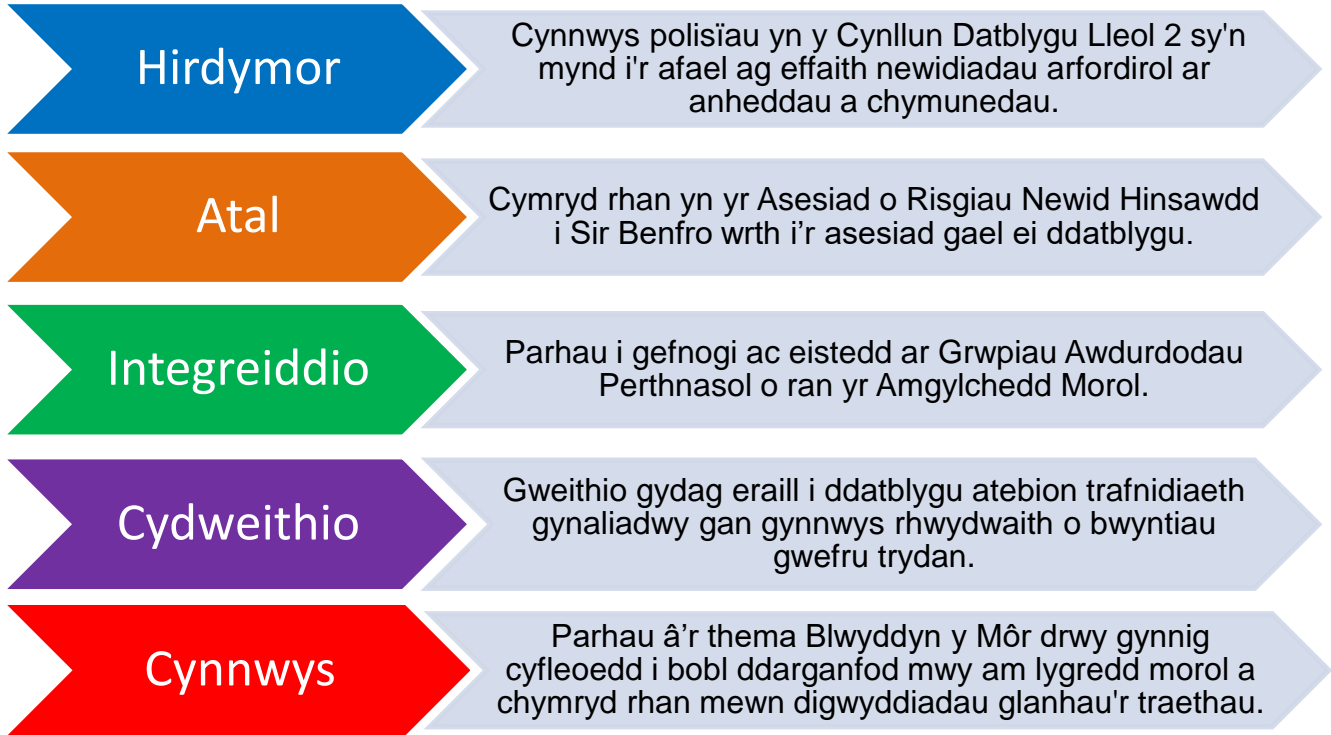 Hirdymor
Cynnwys polisïau yn y Cynllun Datblygu Lleol 2 sy'n
mynd i'r afael ag effaith newidiadau arfordirol ar
anheddau a chymunedau.
Atal
Cymryd rhan yn yr Asesiad o Risgiau Newid Hinsawdd
i Sir Benfro wrth i’r asesiad gael ei ddatblygu.
Integreiddio
Parhau i gefnogi ac eistedd ar Grwpiau Awdurdodau
Perthnasol o ran yr Amgylchedd Morol.
Cydweithio
Gweithio gydag eraill i ddatblygu atebion trafnidiaeth
gynaliadwy gan gynnwys rhwydwaith o bwyntiau
gwefru trydan.
Cynnwys
Parhau â’r thema Blwyddyn y Môr drwy gynnig
cyfleoedd i bobl ddarganfod mwy am lygredd morol a
chymryd rhan mewn digwyddiadau glanhau'r traethau.